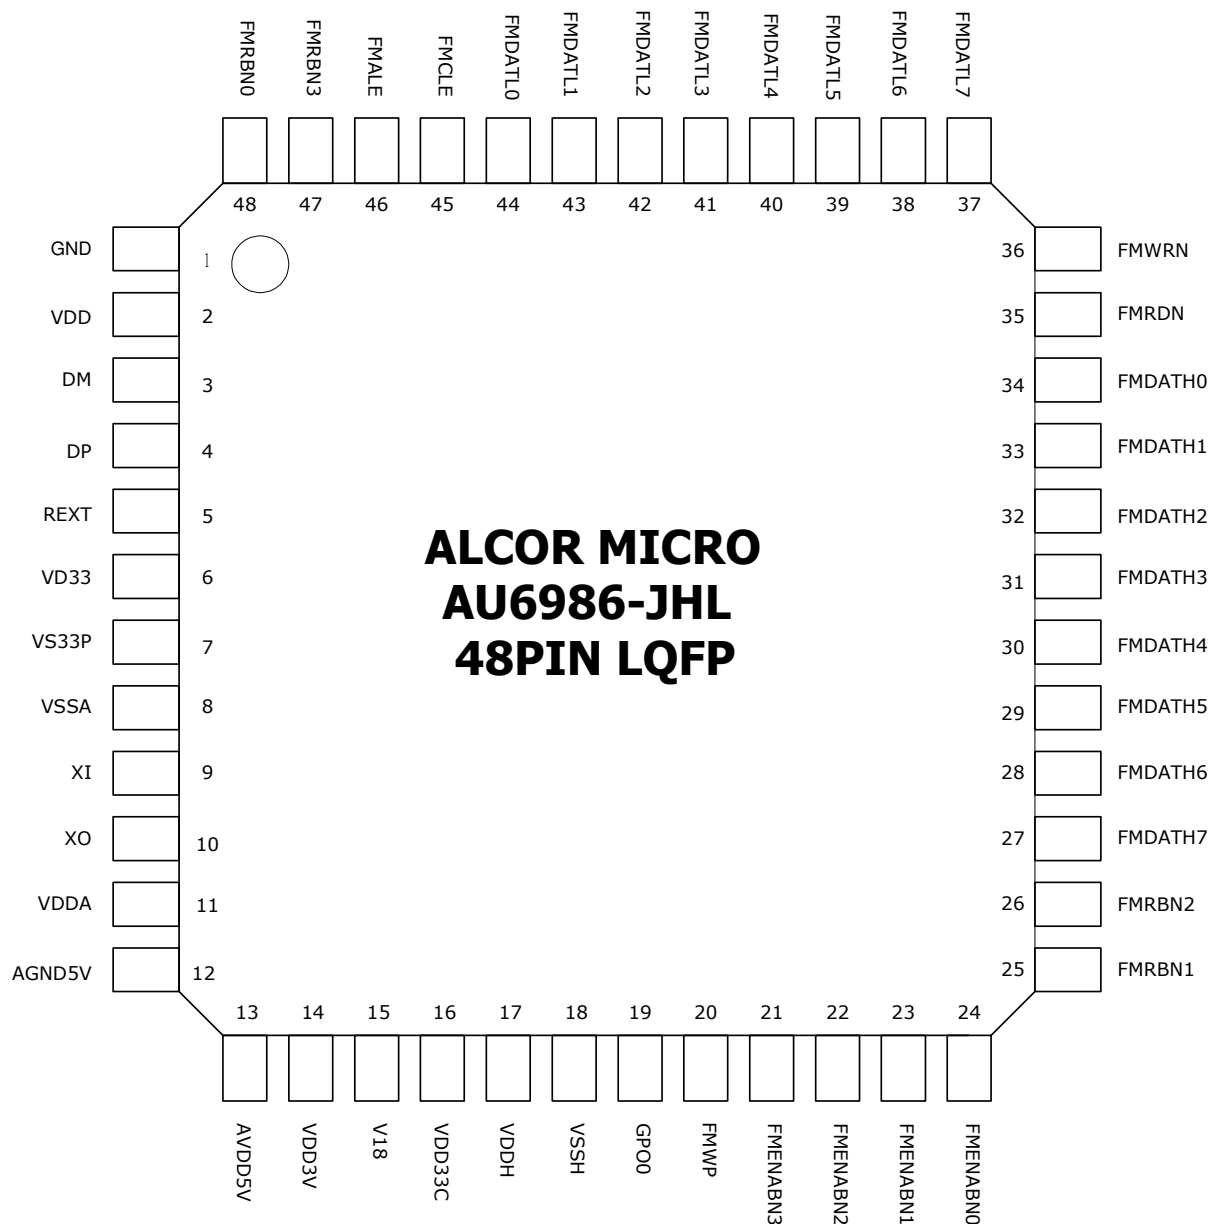 FMRBN0
FMRBN3
FMALE
FMCLE
FMDATL0
FMDATL1
FMDATL2
FMDATL3
FMDATL4
FMDATL5
FMDATL6
FMDATL7
48 47 46 45 44 43 42 41 40 39 38 37
GND 1 36 FMWRN
VDD 2 35 FMRDN
DM 3 34 FMDATH0
DP 4 33 FMDATH1
REXT 5 32 FMDATH2
ALCOR MICRO
VD33 6 31 FMDATH3
AU6986-JHL
VS33P 7 30 FMDATH4
48PIN LQFP
VSSA 8 29 FMDATH5
XI 9 28 FMDATH6
XO 10 27 FMDATH7
VDDA 11 26 FMRBN2
AGND5V 12 25 FMRBN1
13 14 15 16 17 18 19 20 21 22 23 24
AVDD5V
VDD3V
V18
VDD33C
VDDH
VSSH
GPO0
FMWP
FMENABN3
FMENABN2
FMENABN1
FMENABN0